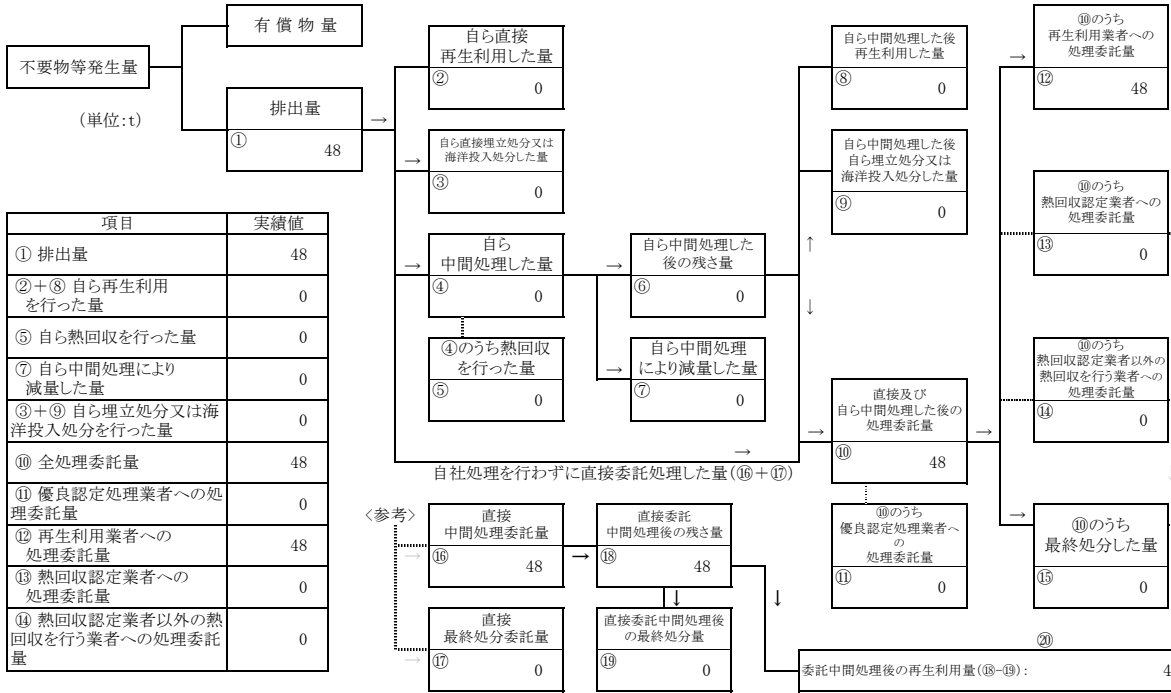 不要物等発生量
(単位:t)
有 償 物 量
排出量
①
48
→
自ら直接
再生利用した量
②
0
→
自ら直接埋立処分又は
海洋投入処分した量
③
0
→
自ら
中間処理した量
④
0
④のうち熱回収
を行った量
⑤
0
→
自ら中間処理した
後の残さ量
⑥
0
→
自ら中間処理
により減量した量
⑦
0
自ら中間処理した後
再生利用した量
⑧
0
自ら中間処理した後
自ら埋立処分又は
海洋投入処分した量
⑨
0
↑
↓
→
自社処理を行わずに直接委託処理した量(⑯+⑰)
→
直接及び
自ら中間処理した後の
処理委託量
⑩
48
⑩のうち
優良認定処理業者へ
の
処理委託量
⑪
0
→
→
⑩のうち
再生利用業者への
処理委託量
⑫
48
⑩のうち
熱回収認定業者への
処理委託量
⑬
0
⑩のうち
熱回収認定業者以外の
熱回収を行う業者への
処理委託量
⑭
0
→
⑩のうち
最終処分した量
⑮
0
項目 実績値
① 排出量 48
②+⑧ 自ら再生利用
を行った量 0
⑤ 自ら熱回収を行った量 0
⑦ 自ら中間処理により
減量した量 0
③+⑨ 自ら埋立処分又は海
洋投入処分を行った量 0
⑩ 全処理委託量 48
⑪ 優良認定処理業者への処
理委託量 0
⑫ 再生利用業者への
処理委託量 48
⑬ 熱回収認定業者への
処理委託量 0
⑭ 熱回収認定業者以外の熱
回収を行う業者への処理委託
量 0
〈参考〉
→
直接
中間処理委託量
⑯
48
→
直接委託
中間処理後の残さ量
⑱
48
→
直接
最終処分委託量
⑰
0
↓
直接委託中間処理後
の最終処分量
⑲
0
↓
⑳
委託中間処理後の再生利用量(⑱-⑲) : 4